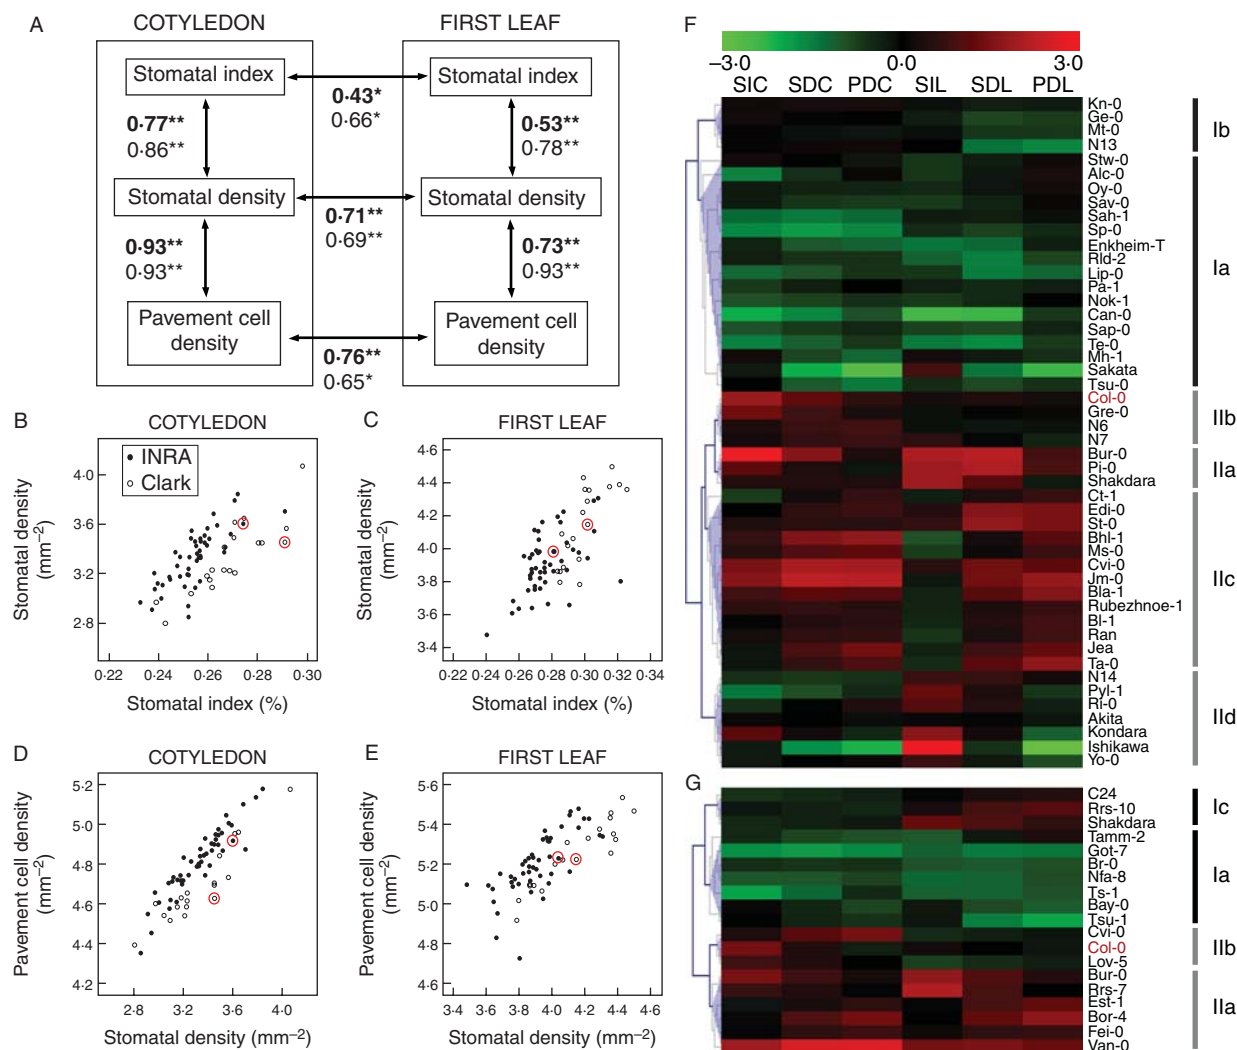 A
COTYLEDON
FIRST LEAF
Stomatal index
Stomatal index
0·43*
0·66*
0·77**
0·86**
0·53**
0·78**
Stomatal density
Stomatal density
0·71**
0·69**
0·93**
0·93**
0·73**
0·93**
Pavement cell
density
Pavement cell
density
0·76**
0·65*
B
COTYLEDON
INRA
Clark
Stomatal density
(mm–2)
4·0
3·6
3·2
2·8
0·22
0·24
0·26
0·28
0·30
Stomatal index (%)
C
FIRST LEAF
Stomatal density
(mm–2)
4·6
4·4
4·2
4·0
3·8
3·6
3·4
0·22
0·24
0·26
0·28
0·30
0·32
0·34
Stomatal index (%)
D
COTYLEDON
Pavement cell density
(mm–2)
5·2
5·0
4·8
4·6
4·4
4·2
2·8
3·2
3·6
4·0
Stomatal density (mm–2)
E
FIRST LEAF
Pavement cell density
(mm–2)
5·6
5·4
5·2
5·0
4·8
4·6
3·4
3·6
3·8
4·0
4·2
4·4
4·6
Stomatal density (mm–2)
F
–3·0
0·0
3·0
SIC
SDC
PDC
SIL
SDL
PDL
Kn-0
Ge-0
Mt-0
N13
Stw-0
Alc-0
Oy-0
Sav-0
Sah-1
Sp-0
Enkheim-T
Rld-2
Lip-0
Pa-1
Nok-1
Can-0
Sap-0
Te-0
Mh-1
Sakata
Tsu-0
Col-0
Gre-0
N6
N7
Bur-0
Pi-0
Shakdara
Ct-1
Edi-0
St-0
Bhl-1
Ms-0
Cvi-0
Jm-0
Bla-1
Rubezhnoe-1
Bl-1
Ran
Jea
Ta-0
N14
Pyl-1
Ri-0
Akita
Kondara
Ishikawa
Yo-0
Ib
Ia
IIb
IIa
IIc
IId
G
C24
Rrs-10
Shakdara
Tamm-2
Got-7
Br-0
Nfa-8
Ts-1
Bay-0
Tsu-1
Cvi-0
Col-0
Lov-5
Bur-0
Rrs-7
Est-1
Bor-4
Fei-0
Van-0
Ic
Ia
IIb
IIa